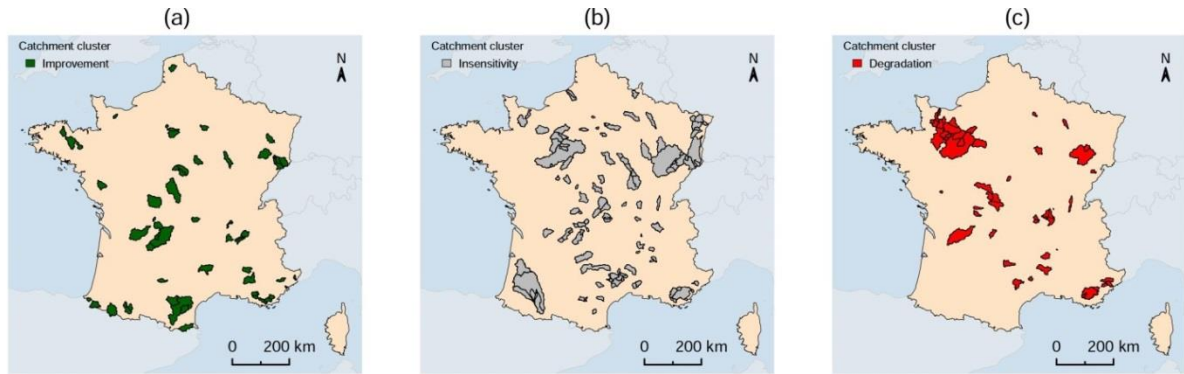 (a)
Catchment cluster
Improvement
N
0 200 km
(b)
Catchment cluster
Insensitivity
N
0 200 km
(c)
Catchment cluster
Degradation
N
0 200 km